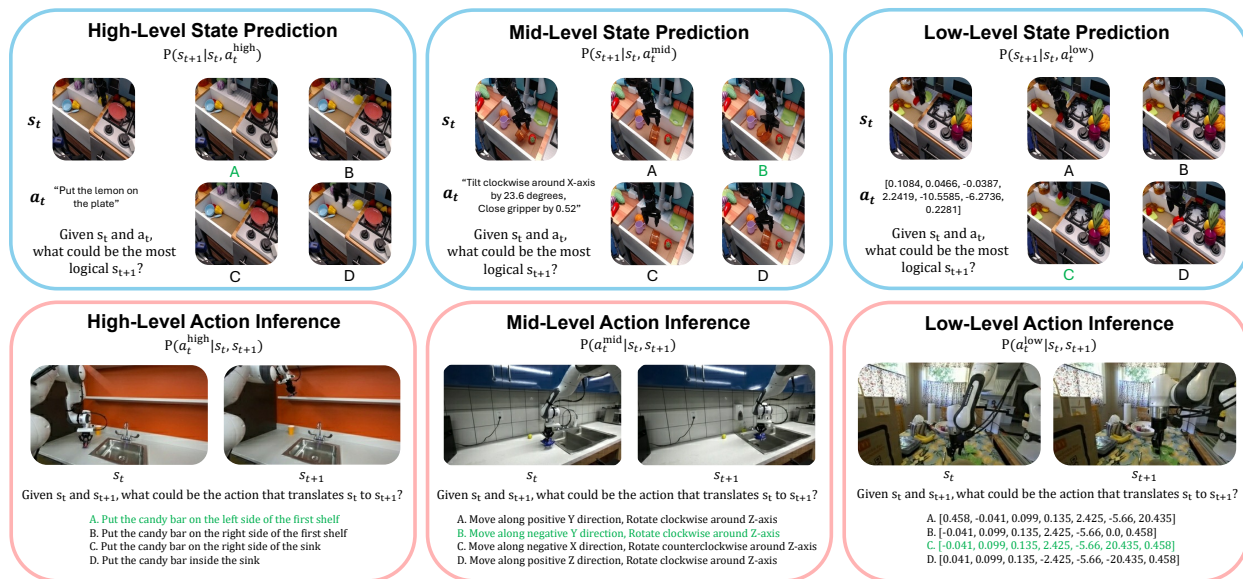 High-Level State Prediction
P(s_{t+1}|s_t, a_t^{high})
s_t
A
B
a_t
"Put the lemon on
the plate"
Given s_t and a_t,
what could be the most
logical s_{t+1}?
C
D
Mid-Level State Prediction
P(s_{t+1}|s_t, a_t^{mid})
s_t
A
B
a_t
"Tilt clockwise around X-axis
by 23.6 degrees,
Close gripper by 0.52"
Given s_t and a_t,
what could be the most
logical s_{t+1}?
C
D
Low-Level State Prediction
P(s_{t+1}|s_t, a_t^{low})
s_t
A
B
a_t
[0.1084, 0.0466, -0.0387,
2.2419, -10.5585, -6.2736,
0.2281]
Given s_t and a_t,
what could be the most
logical s_{t+1}?
C
D
High-Level Action Inference
P(a_t^{high}|s_t, s_{t+1})
s_t
s_{t+1}
Given s_t and s_{t+1}, what could be the action that translates s_t to s_{t+1}?
A. Put the candy bar on the left side of the first shelf
B. Put the candy bar on the right side of the first shelf
C. Put the candy bar on the right side of the sink
D. Put the candy bar inside the sink
Mid-Level Action Inference
P(a_t^{mid}|s_t, s_{t+1})
s_t
s_{t+1}
Given s_t and s_{t+1}, what could be the action that translates s_t to s_{t+1}?
A. Move along positive Y direction, Rotate clockwise around Z-axis
B. Move along negative Y direction, Rotate clockwise around Z-axis
C. Move along negative X direction, Rotate counterclockwise around Z-axis
D. Move along positive Z direction, Rotate clockwise around Z-axis
Low-Level Action Inference
P(a_t^{low}|s_t, s_{t+1})
s_t
s_{t+1}
Given s_t and s_{t+1}, what could be the action that translates s_t to s_{t+1}?
A. [0.458, -0.041, 0.099, 0.135, 2.425, -5.66, 20.435]
B. [-0.041, 0.099, 0.135, 2.425, -5.66, 0.0, 0.458]
C. [-0.041, 0.099, 0.135, 2.425, -5.66, 20.435, 0.458]
D. [0.041, 0.099, 0.135, -2.425, -5.66, -20.435, 0.458]